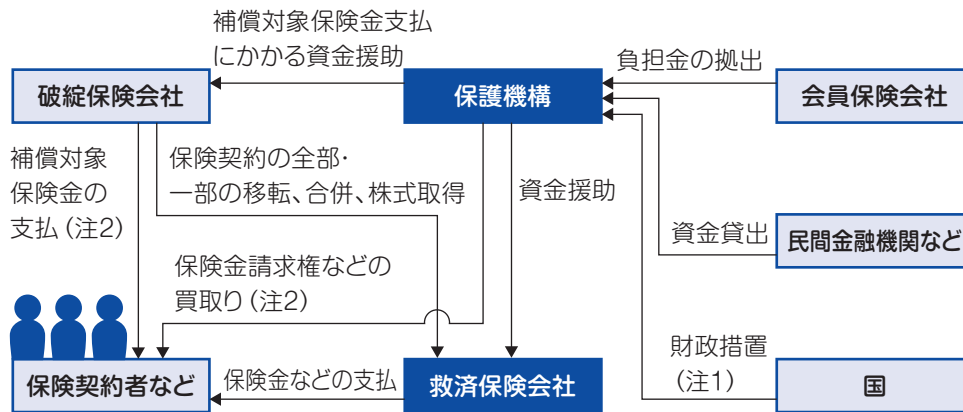 補償対象保険金支払
にかかる資金援助
負担金の拠出
破綻保険会社
保護機構
会員保険会社
補償対象
保険金の
支払(注2)
保険契約の全部・
一部の移転、合併、株式取得
資金援助
資金貸出
民間金融機関など
保険金請求権などの
買取り(注2)
財政措置
(注1)
保険契約者など
保険金などの支払
救済保険会社
国